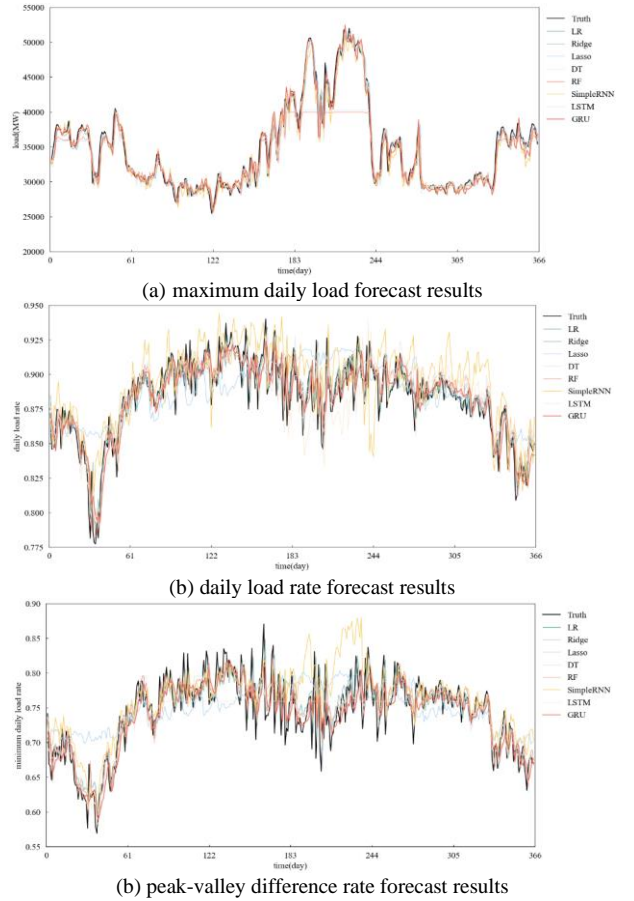 55000
50000
45000
40000
35000
30000
25000
20000
load(MW)
0 61 122 183 244 305 366
time(day)
Truth
LR
Ridge
Lasso
DT
RF
SimpleRNN
LSTM
GRU
(a) maximum daily load forecast results
0.950
0.925
0.900
0.875
0.850
0.825
0.800
0.775
daily load rate
0 61 122 183 244 305 366
time(day)
Truth
LR
Ridge
Lasso
DT
RF
SimpleRNN
LSTM
GRU
(b) daily load rate forecast results
0.90
0.85
0.80
0.75
0.70
0.65
0.60
0.55
minimum daily load rate
0 61 122 183 244 305 366
time(day)
Truth
LR
Ridge
Lasso
DT
RF
SimpleRNN
LSTM
GRU
(b) peak-valley difference rate forecast results